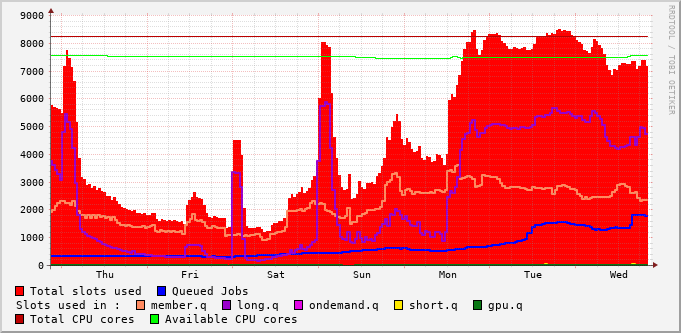 9000
8000
7000
6000
5000
4000
3000
2000
1000
0
Thu Fri Sat Sun Mon Tue Wed
RRDTOOL / TOBI OETIKER
Total slots used Queued Jobs
Slots used in : member.q long.q ondemand.q short.q gpu.q
Total CPU cores Available CPU cores